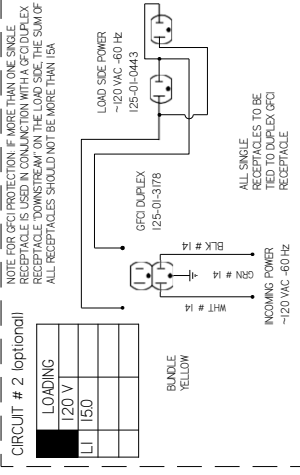 CIRCUIT # 2 (optional)
NOTE: FOR GFCI PROTECTION: IF MORE THAN ONE SINGLE
RECEPTACLE IS USED IN CONJUNCTION WITH A GFCI DUPLEX
RECEPTACLE "DOWNSTREAM" ON THE LOAD SIDE, THE SUM OF
ALL RECEPTACLES SHOULD NOT BE MORE THAN 15A
LOADING
120 V
L1 15.0
GFCI DUPLEX
125-01-3178
LOAD SIDE POWER
~120 VAC -60 Hz
125-01-0443
BUNDLE
YELLOW
WHT # 14
GRN # 14
BLK # 14
INCOMING POWER
~120 VAC -60 Hz
ALL SINGLE
RECEPTACLES TO BE
TIED TO DUPLEX GFCI
RECEPTACLE